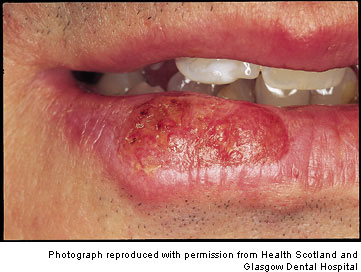 Photograph reproduced with permission from Health Scotland and
Glasgow Dental Hospital